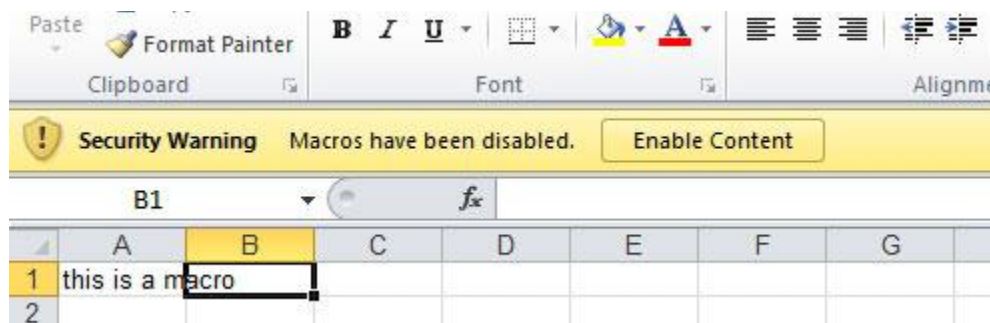 Paste
Format Painter
B I U A
Clipboard Font Alignme
Security Warning Macros have been disabled. Enable Content
B1 fx
A B C D E F G
1 this is a macro
2